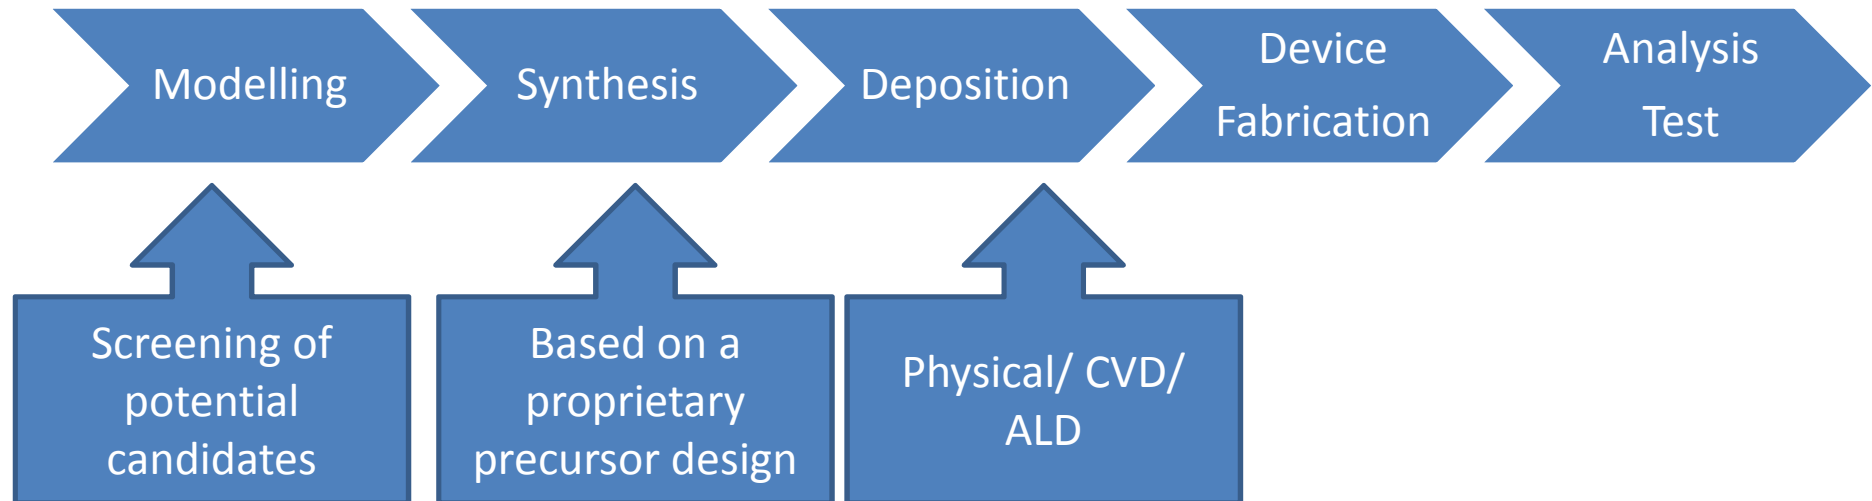 Modelling
Synthesis
Deposition
Device
Fabrication
Analysis
Test
Screening of
potential
candidates
Based on a
proprietary
precursor design
Physical/ CVD/
ALD